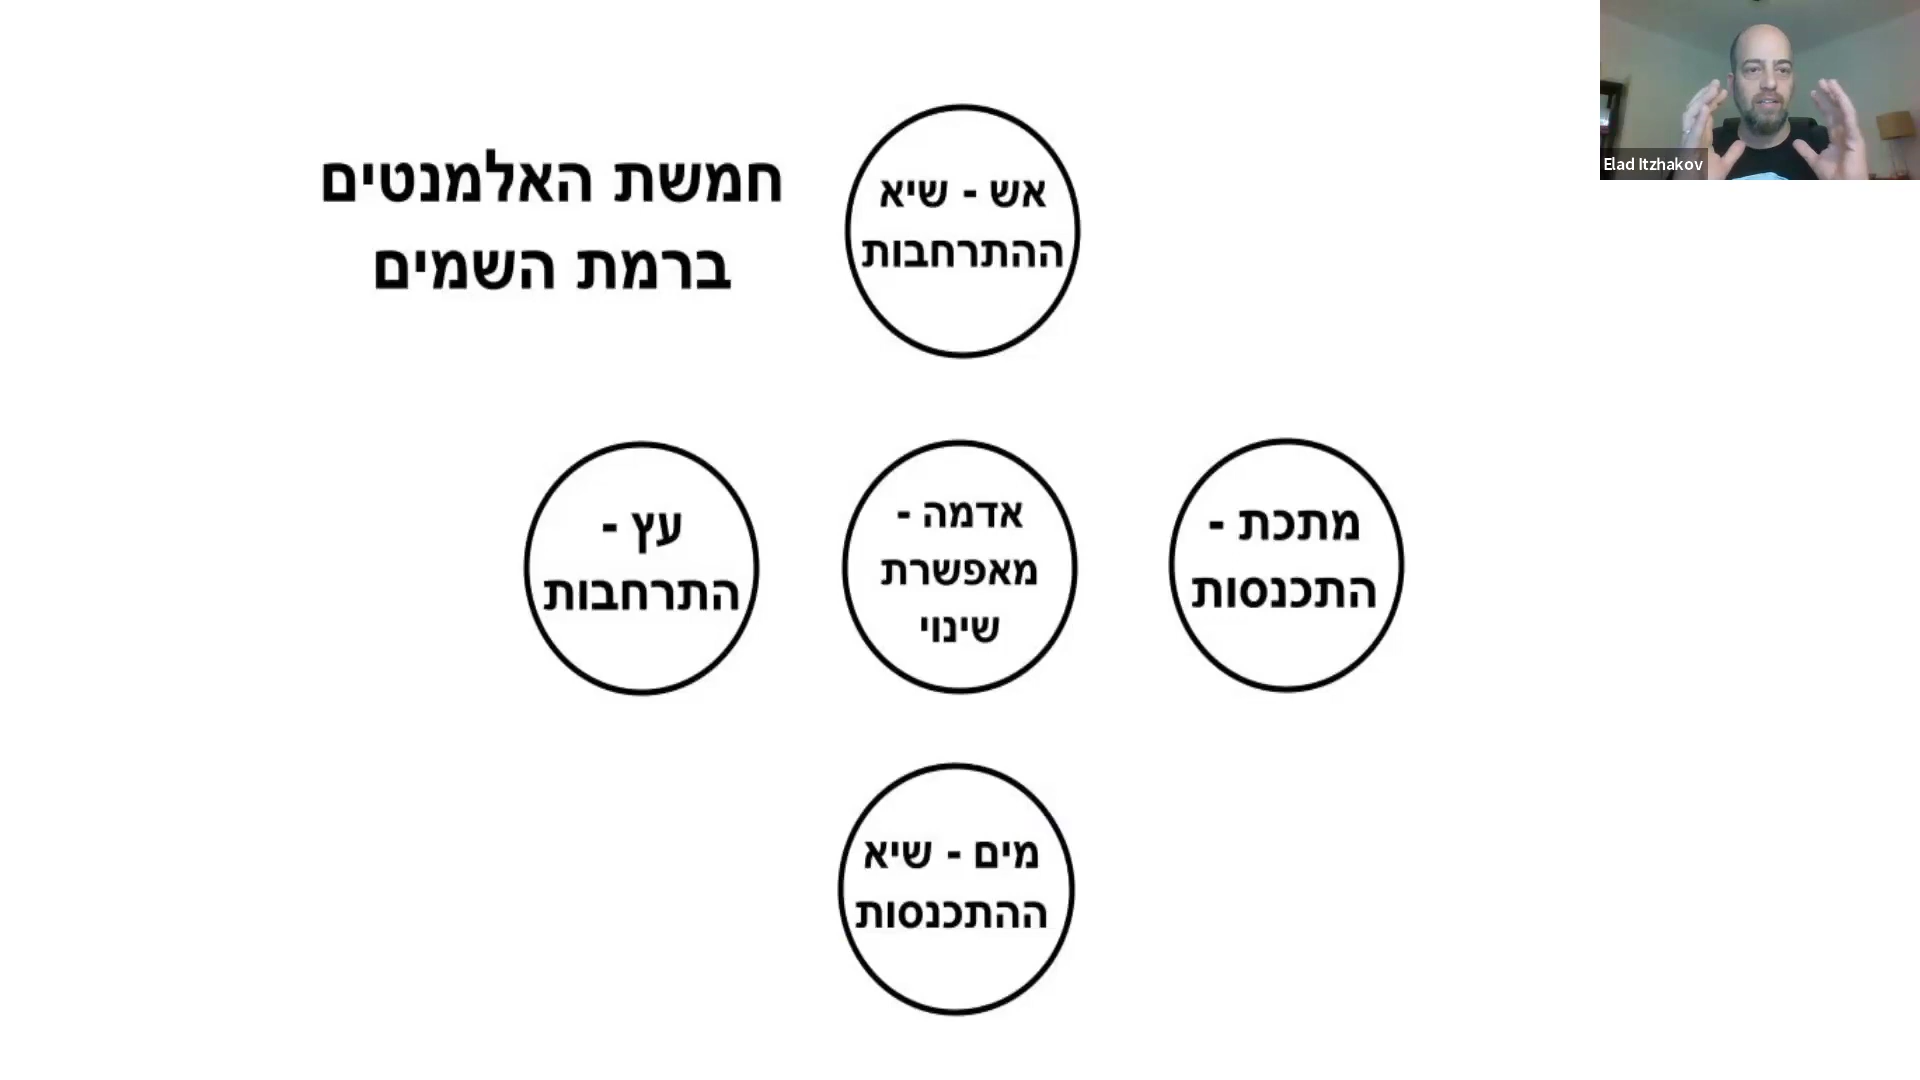 חמשת האלמנטים
ברמת השמים
אש - שיא
ההתרחבות
עץ -
התרחבות
אדמה -
מאפשרת
שינוי
מתכת -
התכנסות
מים - שיא
ההתכנסות
Elad Itzhakov